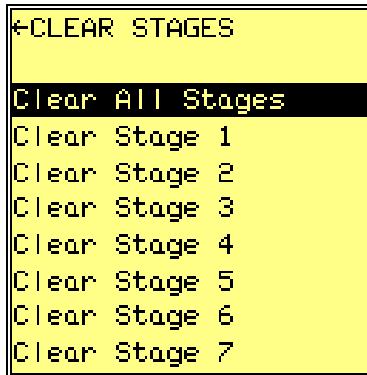 ←CLEAR STAGES
Clear All Stages
Clear Stage 1
Clear Stage 2
Clear Stage 3
Clear Stage 4
Clear Stage 5
Clear Stage 6
Clear Stage 7